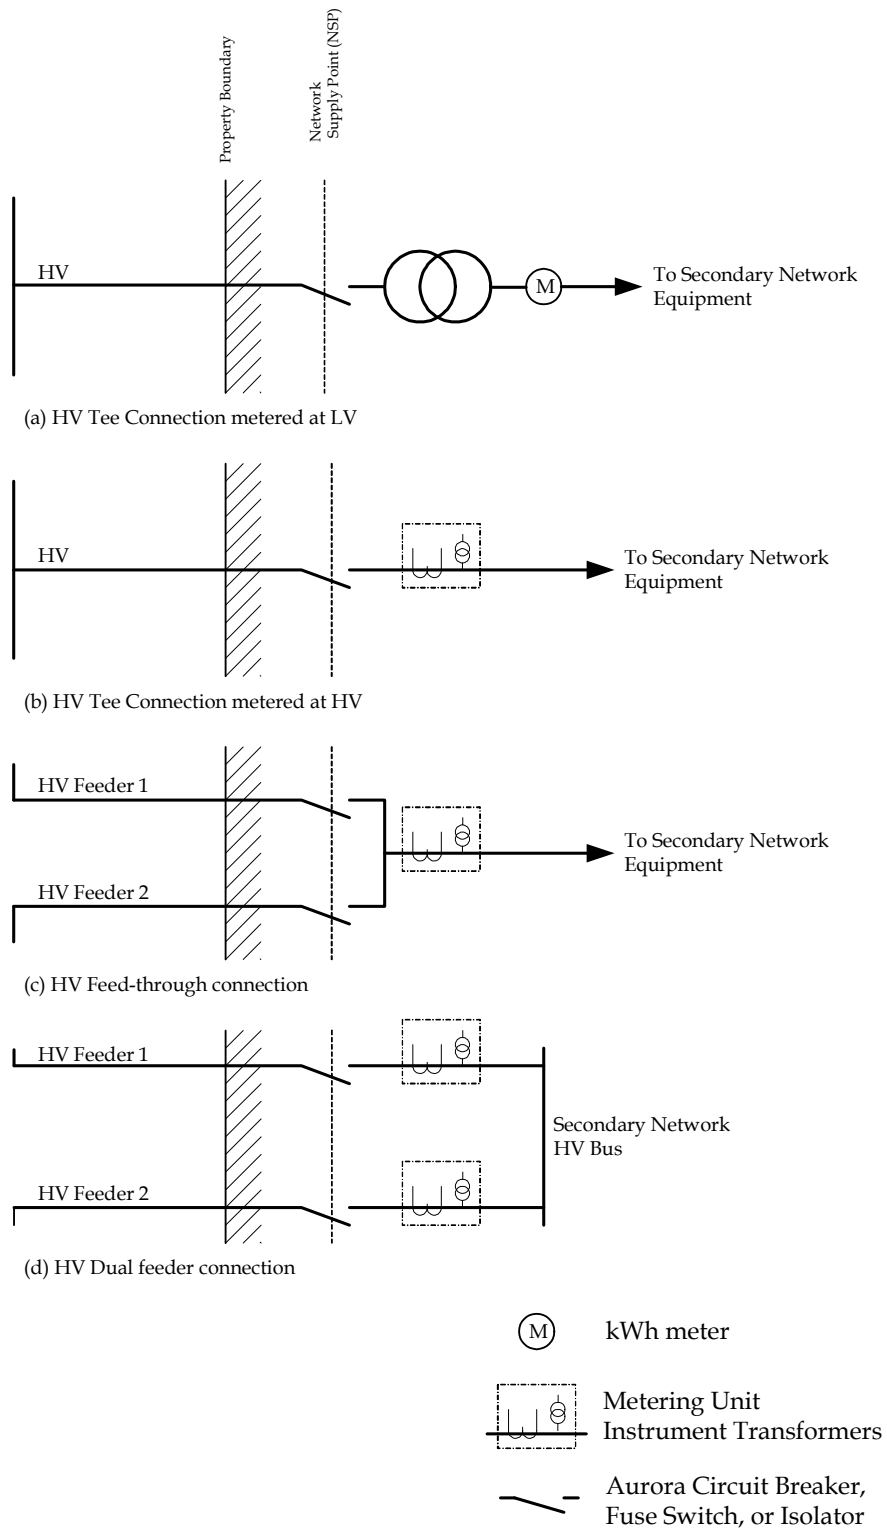 Property Boundary
Network
Supply Point (NSP)
HV
M
To Secondary Network
Equipment
(a) HV Tee Connection metered at LV
HV
To Secondary Network
Equipment
(b) HV Tee Connection metered at HV
HV Feeder 1
To Secondary Network
Equipment
HV Feeder 2
(c) HV Feed-through connection
HV Feeder 1
Secondary Network
HV Bus
HV Feeder 2
(d) HV Dual feeder connection
M
kWh meter
Metering Unit
Instrument Transformers
Aurora Circuit Breaker,
Fuse Switch, or Isolator